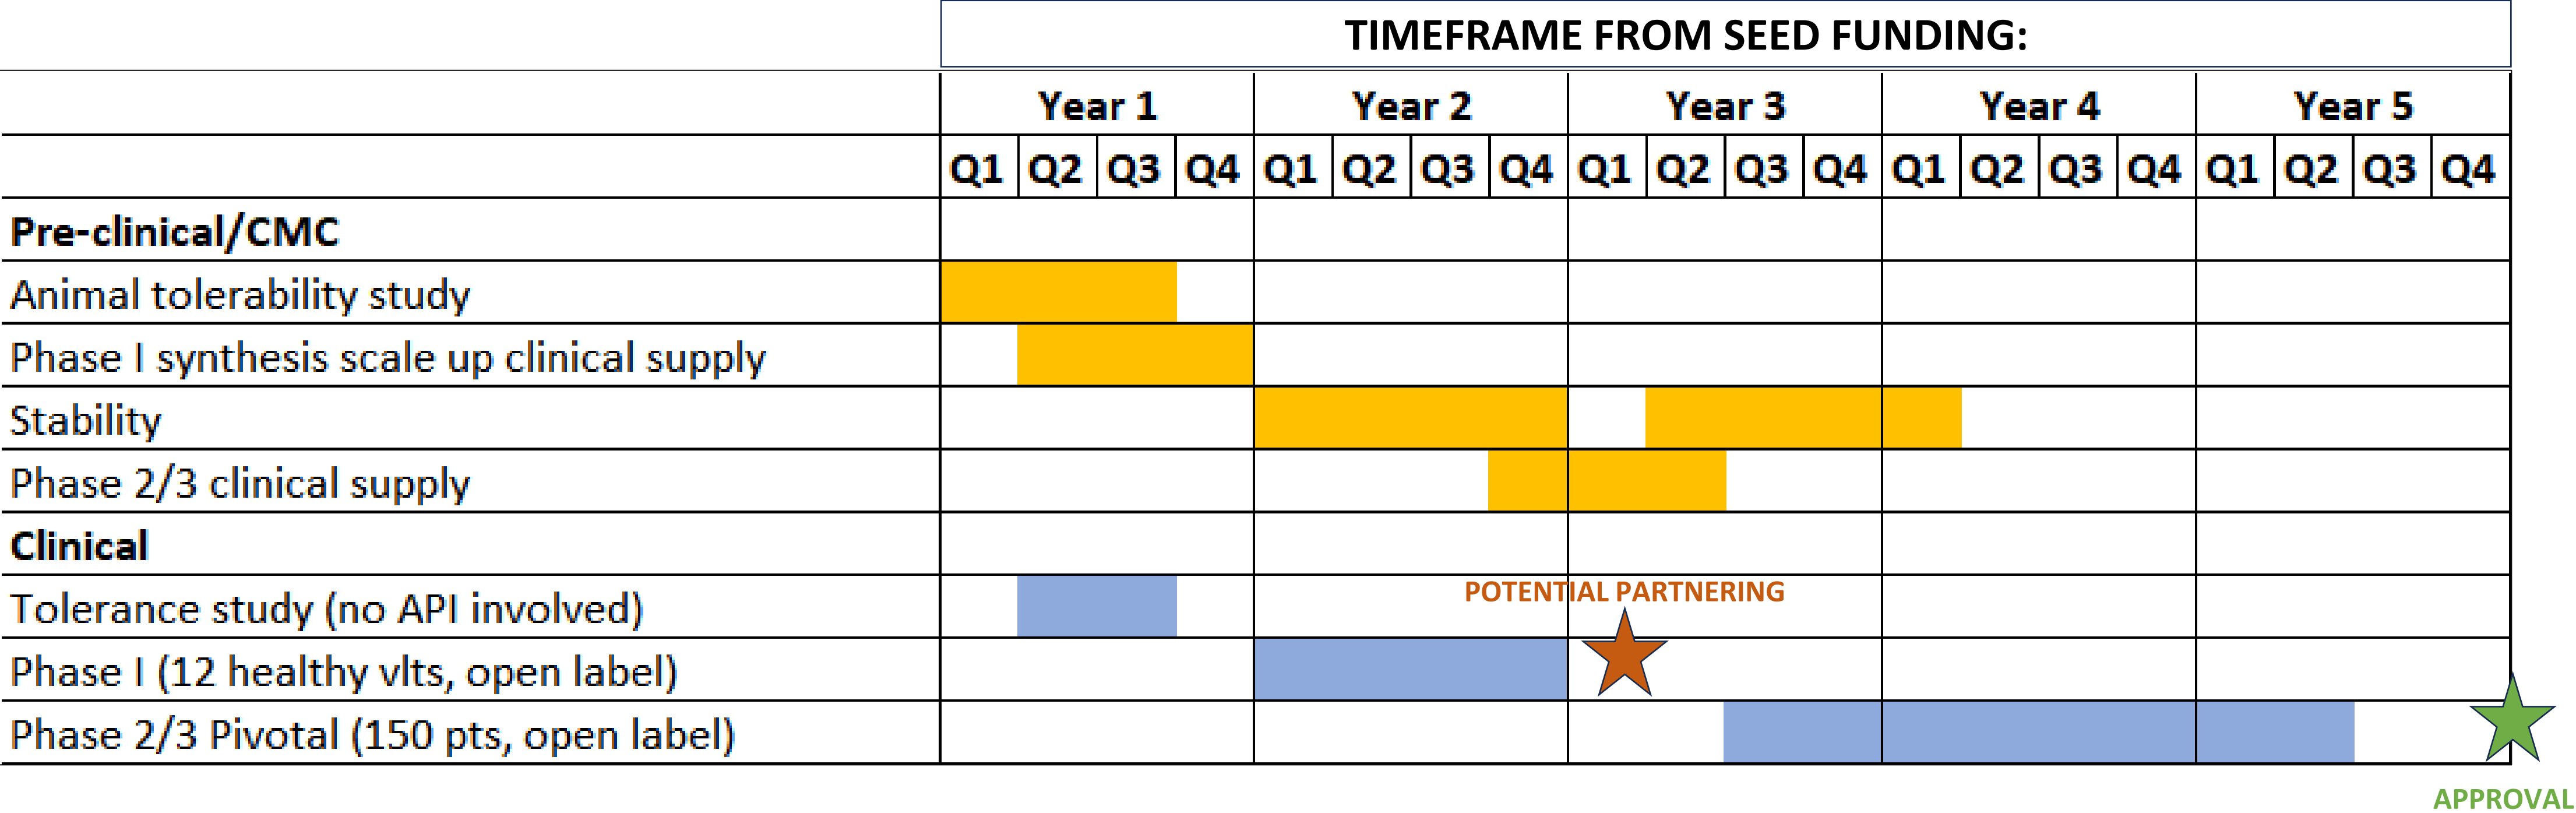 TIMEFRAME FROM SEED FUNDING:
Year 1 Year 2 Year 3 Year 4 Year 5
Q1 Q2 Q3 Q4 Q1 Q2 Q3 Q4 Q1 Q2 Q3 Q4 Q1 Q2 Q3 Q4 Q1 Q2 Q3 Q4
Pre-clinical/CMC
Animal tolerability study
Phase I synthesis scale up clinical supply
Stability
Phase 2/3 clinical supply
Clinical
Tolerance study (no API involved)
POTENTIAL PARTNERING
Phase I (12 healthy vlts, open label)
Phase 2/3 Pivotal (150 pts, open label)
APPROVAL